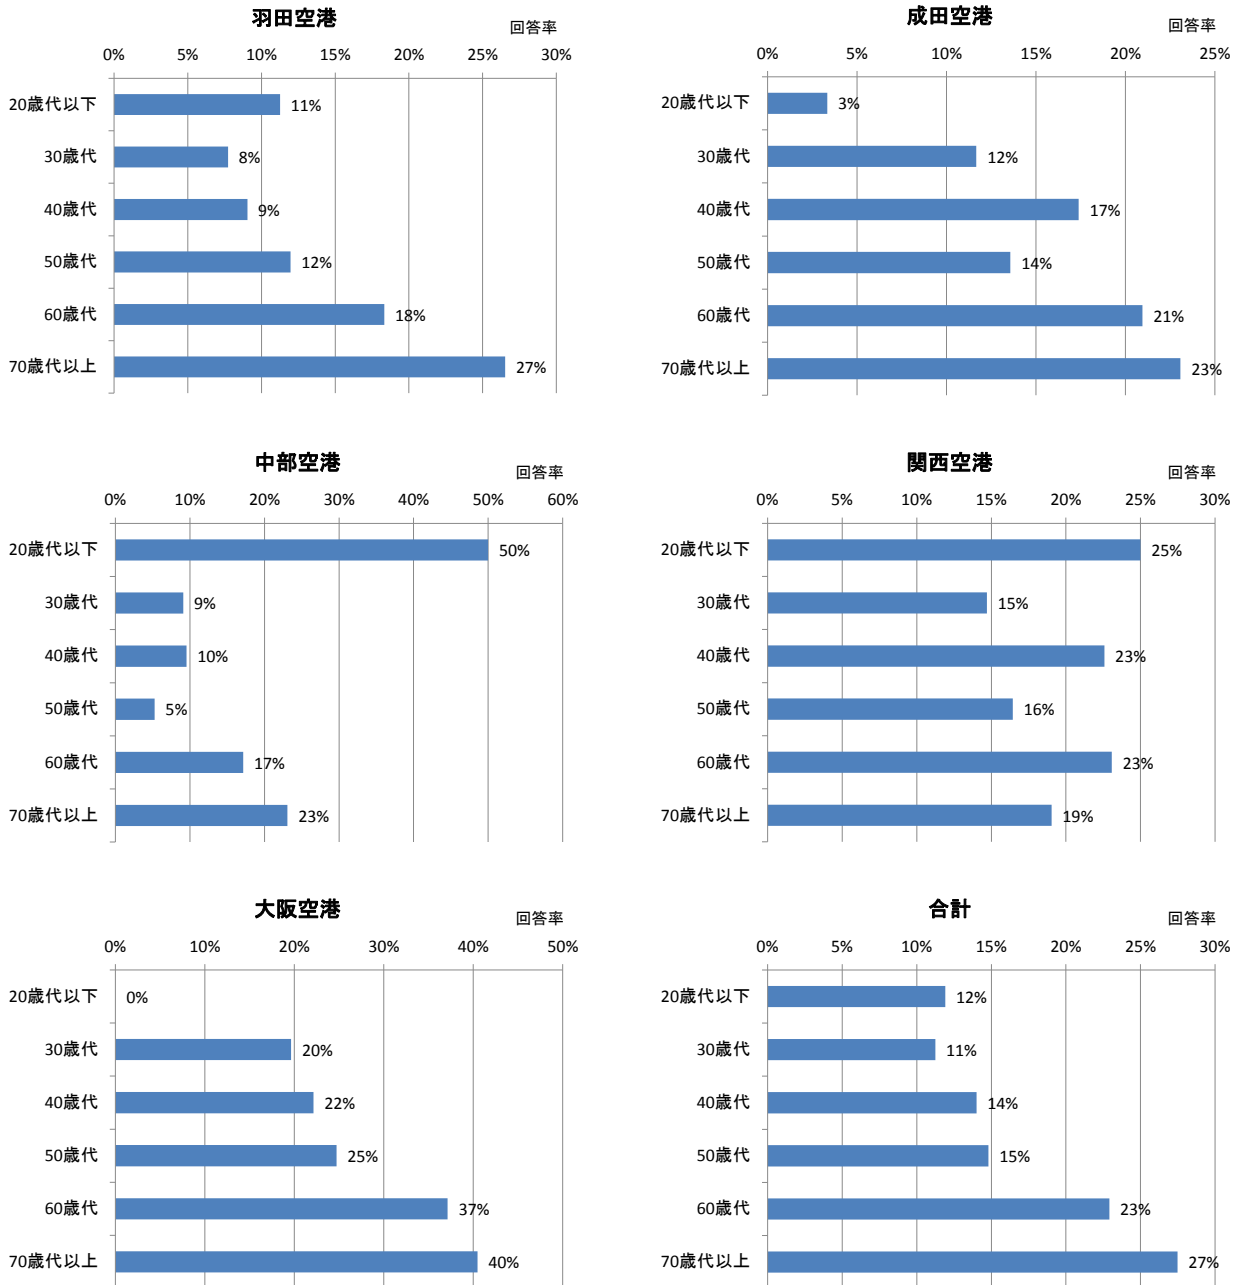 羽田空港
回答率
0% 5% 10% 15% 20% 25% 30%
20歳代以下 11%
30歳代 8%
40歳代 9%
50歳代 12%
60歳代 18%
70歳代以上 27%
成田空港
回答率
0% 5% 10% 15% 20% 25%
20歳代以下 3%
30歳代 12%
40歳代 17%
50歳代 14%
60歳代 21%
70歳代以上 23%
中部空港
回答率
0% 10% 20% 30% 40% 50% 60%
20歳代以下 50%
30歳代 9%
40歳代 10%
50歳代 5%
60歳代 17%
70歳代以上 23%
関西空港
回答率
0% 5% 10% 15% 20% 25% 30%
20歳代以下 25%
30歳代 15%
40歳代 23%
50歳代 16%
60歳代 23%
70歳代以上 19%
大阪空港
回答率
0% 10% 20% 30% 40% 50%
20歳代以下 0%
30歳代 20%
40歳代 22%
50歳代 25%
60歳代 37%
70歳代以上 40%
合計
回答率
0% 5% 10% 15% 20% 25% 30%
20歳代以下 12%
30歳代 11%
40歳代 14%
50歳代 15%
60歳代 23%
70歳代以上 27%